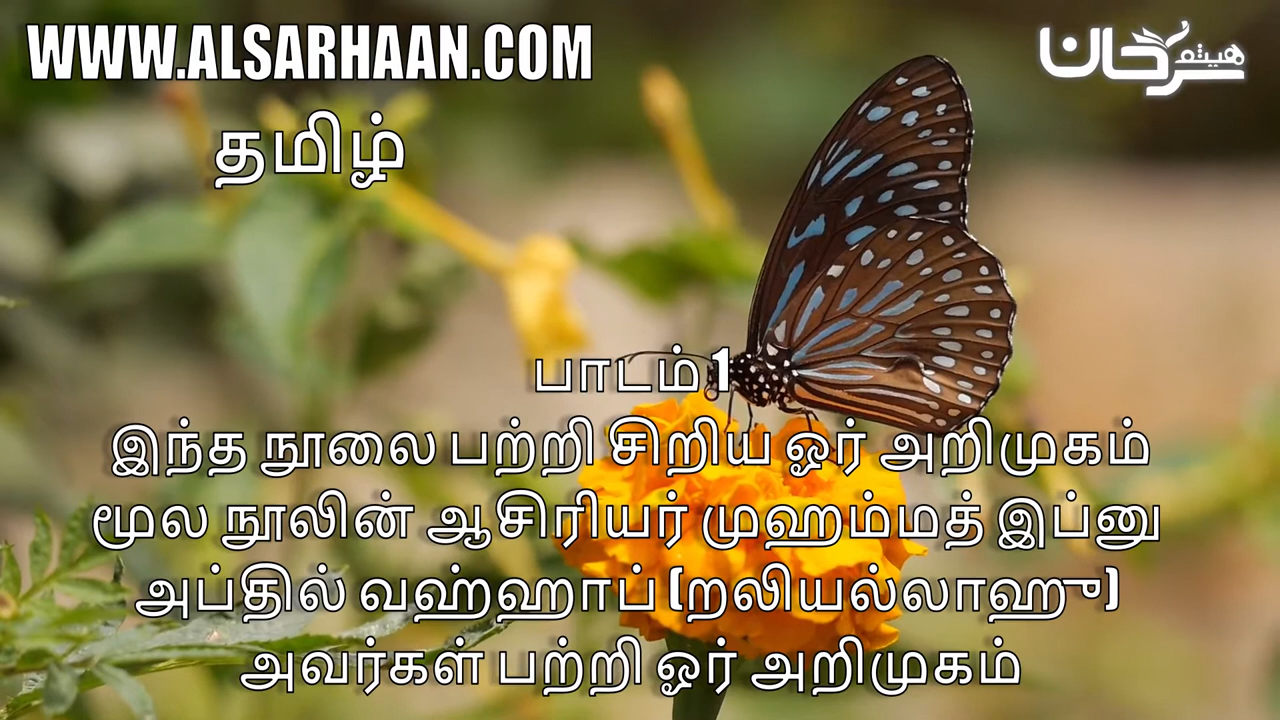 WWW.ALSARHAAN.COM
هيثم سرحان
தமிழ்
பாடம் 1
இந்த நூலை பற்றி சிறிய ஓர் அறிமுகம்
மூல நூலின் ஆசிரியர் முஹம்மத் இப்னு
அப்தில் வஹ்ஹாப் (றலியல்லாஹு)
அவர்கள் பற்றி ஓர் அறிமுகம்